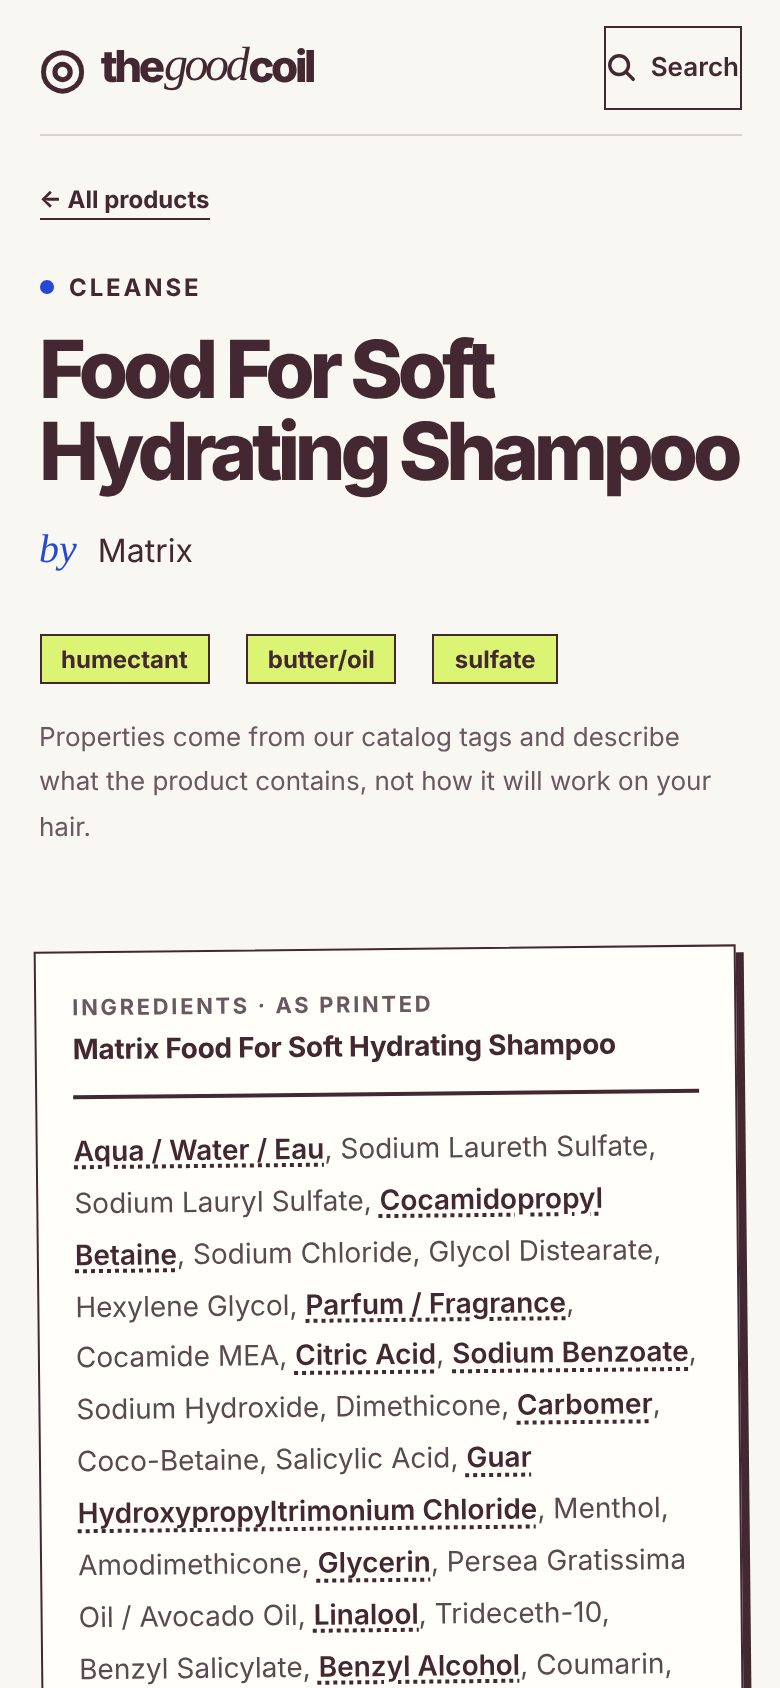 thegoodcoil
Search
← All products
CLEANSE
Food For Soft
Hydrating Shampoo
by Matrix
humectant butter/oil sulfate
Properties come from our catalog tags and describe
what the product contains, not how it will work on your
hair.
INGREDIENTS · AS PRINTED
Matrix Food For Soft Hydrating Shampoo
Aqua / Water / Eau, Sodium Laureth Sulfate,
Sodium Lauryl Sulfate, Cocamidopropyl
Betaine, Sodium Chloride, Glycol Distearate,
Hexylene Glycol, Parfum / Fragrance,
Cocamide MEA, Citric Acid, Sodium Benzoate,
Sodium Hydroxide, Dimethicone, Carbomer,
Coco-Betaine, Salicylic Acid, Guar
Hydroxypropyltrimonium Chloride, Menthol,
Amodimethicone, Glycerin, Persea Gratissima
Oil / Avocado Oil, Linalool, Trideceth-10,
Benzyl Salicylate, Benzyl Alcohol, Coumarin,